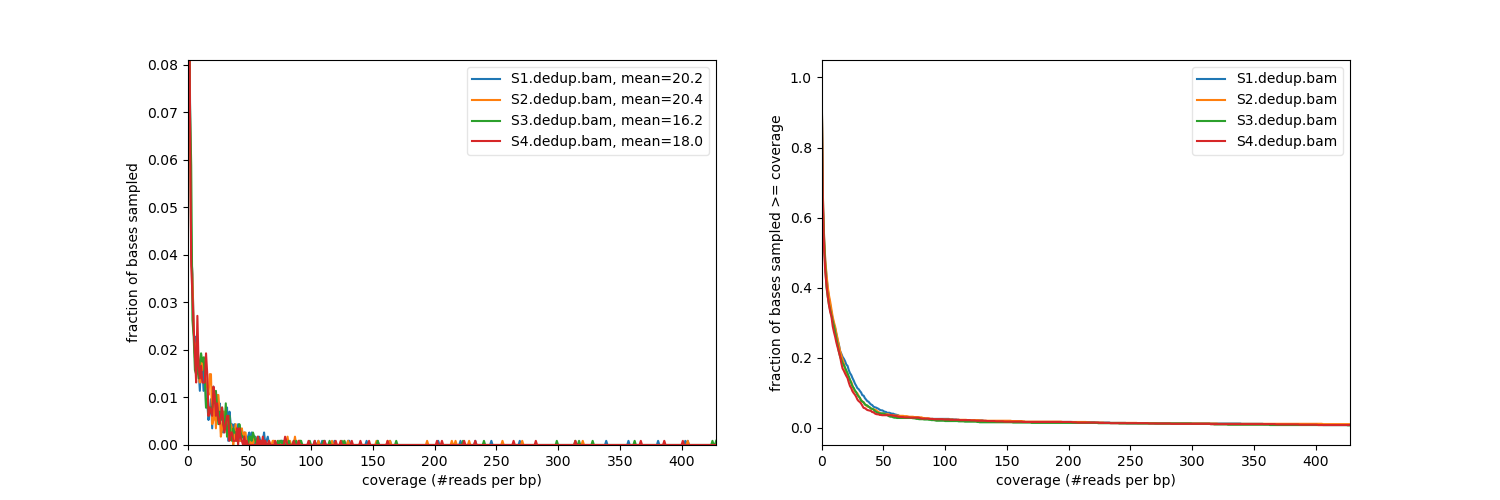 0.08
0.07
0.06
0.05
0.04
0.03
0.02
0.01
0.00
fraction of bases sampled
0 50 100 150 200 250 300 350 400
coverage (#reads per bp)
S1.dedup.bam, mean=20.2
S2.dedup.bam, mean=20.4
S3.dedup.bam, mean=16.2
S4.dedup.bam, mean=18.0
1.0
0.8
0.6
0.4
0.2
0.0
fraction of bases sampled >= coverage
0 50 100 150 200 250 300 350 400
coverage (#reads per bp)
S1.dedup.bam
S2.dedup.bam
S3.dedup.bam
S4.dedup.bam